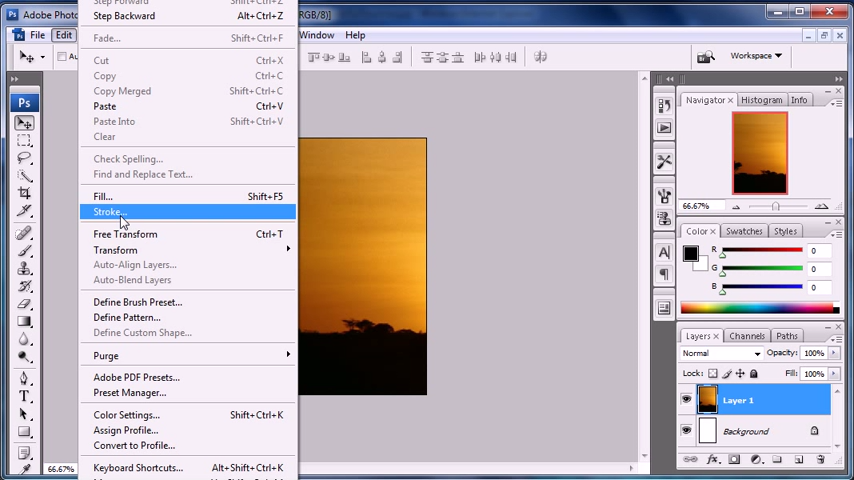 Ps Adobe Photo
RGB/8)]
Step Forward Shift+Ctrl+Z
Step Backward Alt+Ctrl+Z
File Edit Window Help
Fade... Shift+Ctrl+F
Au
Workspace
Cut Ctrl+X
Copy Ctrl+C
Copy Merged Shift+Ctrl+C
Paste Ctrl+V
Paste Into Shift+Ctrl+V
Clear
Check Spelling...
Find and Replace Text...
Fill... Shift+F5
Stroke...
Free Transform Ctrl+T
Transform
Auto-Align Layers...
Auto-Blend Layers
Define Brush Preset...
Define Pattern...
Define Custom Shape...
Purge
Adobe PDF Presets...
Preset Manager...
Color Settings... Shift+Ctrl+K
Assign Profile...
Convert to Profile...
Keyboard Shortcuts... Alt+Shift+Ctrl+K
Ps
T
66.67%
Navigator Histogram Info
66.67%
Color Swatches Styles
R 0
G 0
B 0
A
Layers Channels Paths
Normal Opacity: 100%
Lock: Fill: 100%
Layer 1
Background
fx